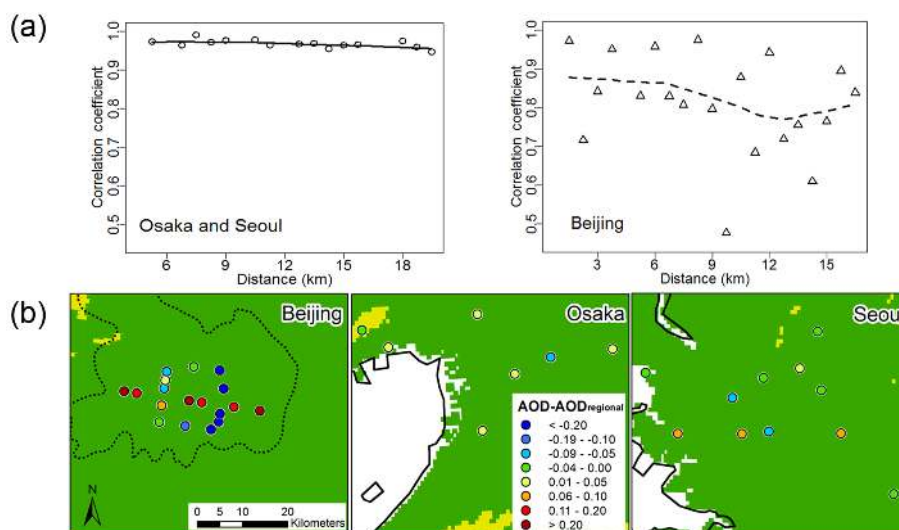 (a)
Correlation coefficient
0.5 0.6 0.7 0.8 0.9 1.0
Osaka and Seoul
6 9 12 15 18
Distance (km)
Correlation coefficient
0.5 0.6 0.7 0.8 0.9 1.0
Beijing
3 6 9 12 15
Distance (km)
(b)
Beijing
N
0 5 10 20
Kilometers
Osaka
AOD-AODregional
< -0.20
-0.19 - -0.10
-0.09 - -0.05
-0.04 - 0.00
0.01 - 0.05
0.06 - 0.10
0.11 - 0.20
> 0.20
Seou